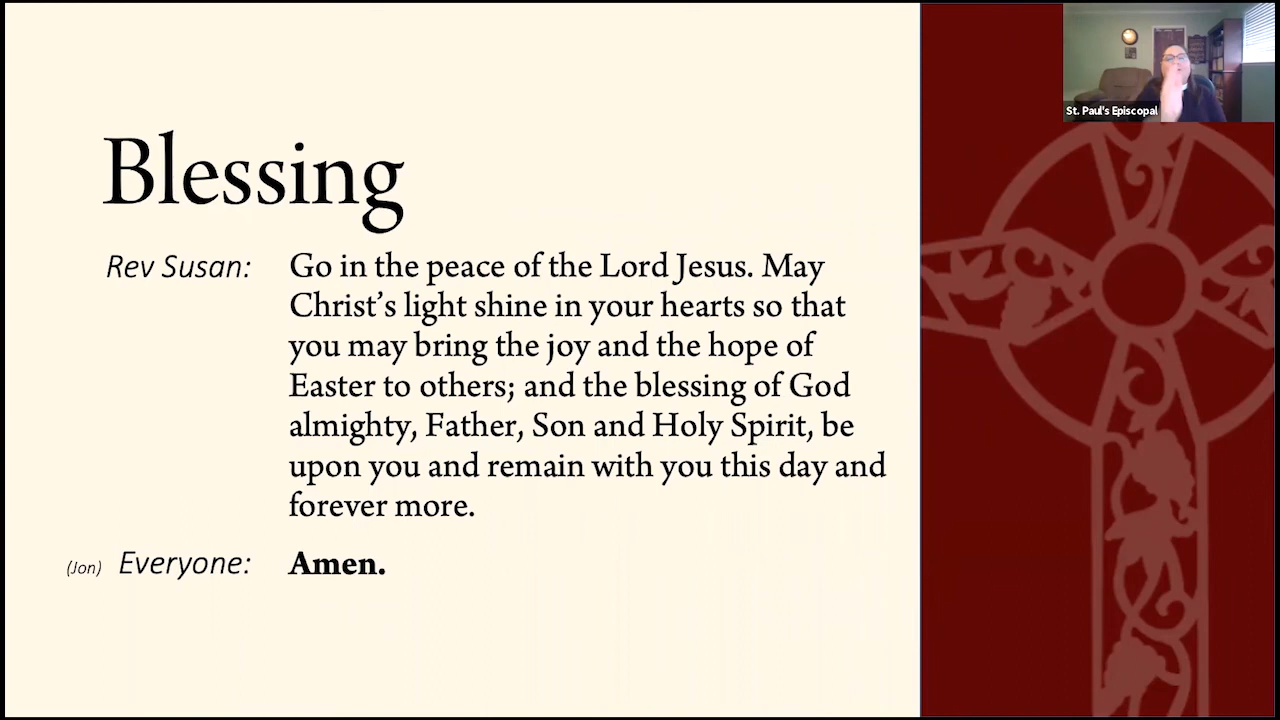 St. Paul's Episcopal
Blessing
Rev Susan: Go in the peace of the Lord Jesus. May
Christ’s light shine in your hearts so that
you may bring the joy and the hope of
Easter to others; and the blessing of God
almighty, Father, Son and Holy Spirit, be
upon you and remain with you this day and
forever more.
(Jon) Everyone: Amen.